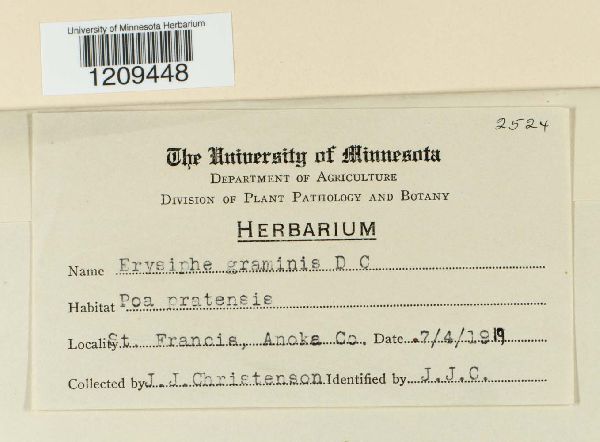 University of Minnesota Herbarium
1209448
2524
The University of Minnesota
Department of Agriculture
Division of Plant Pathology and Botany
Herbarium
Name Erysiphe graminis D C
Habitat Poa pratensis
Locality St. Francis, Anoka Co. Date 7/4/1919
Collected by J.J.Christenson Identified by J.J.C.